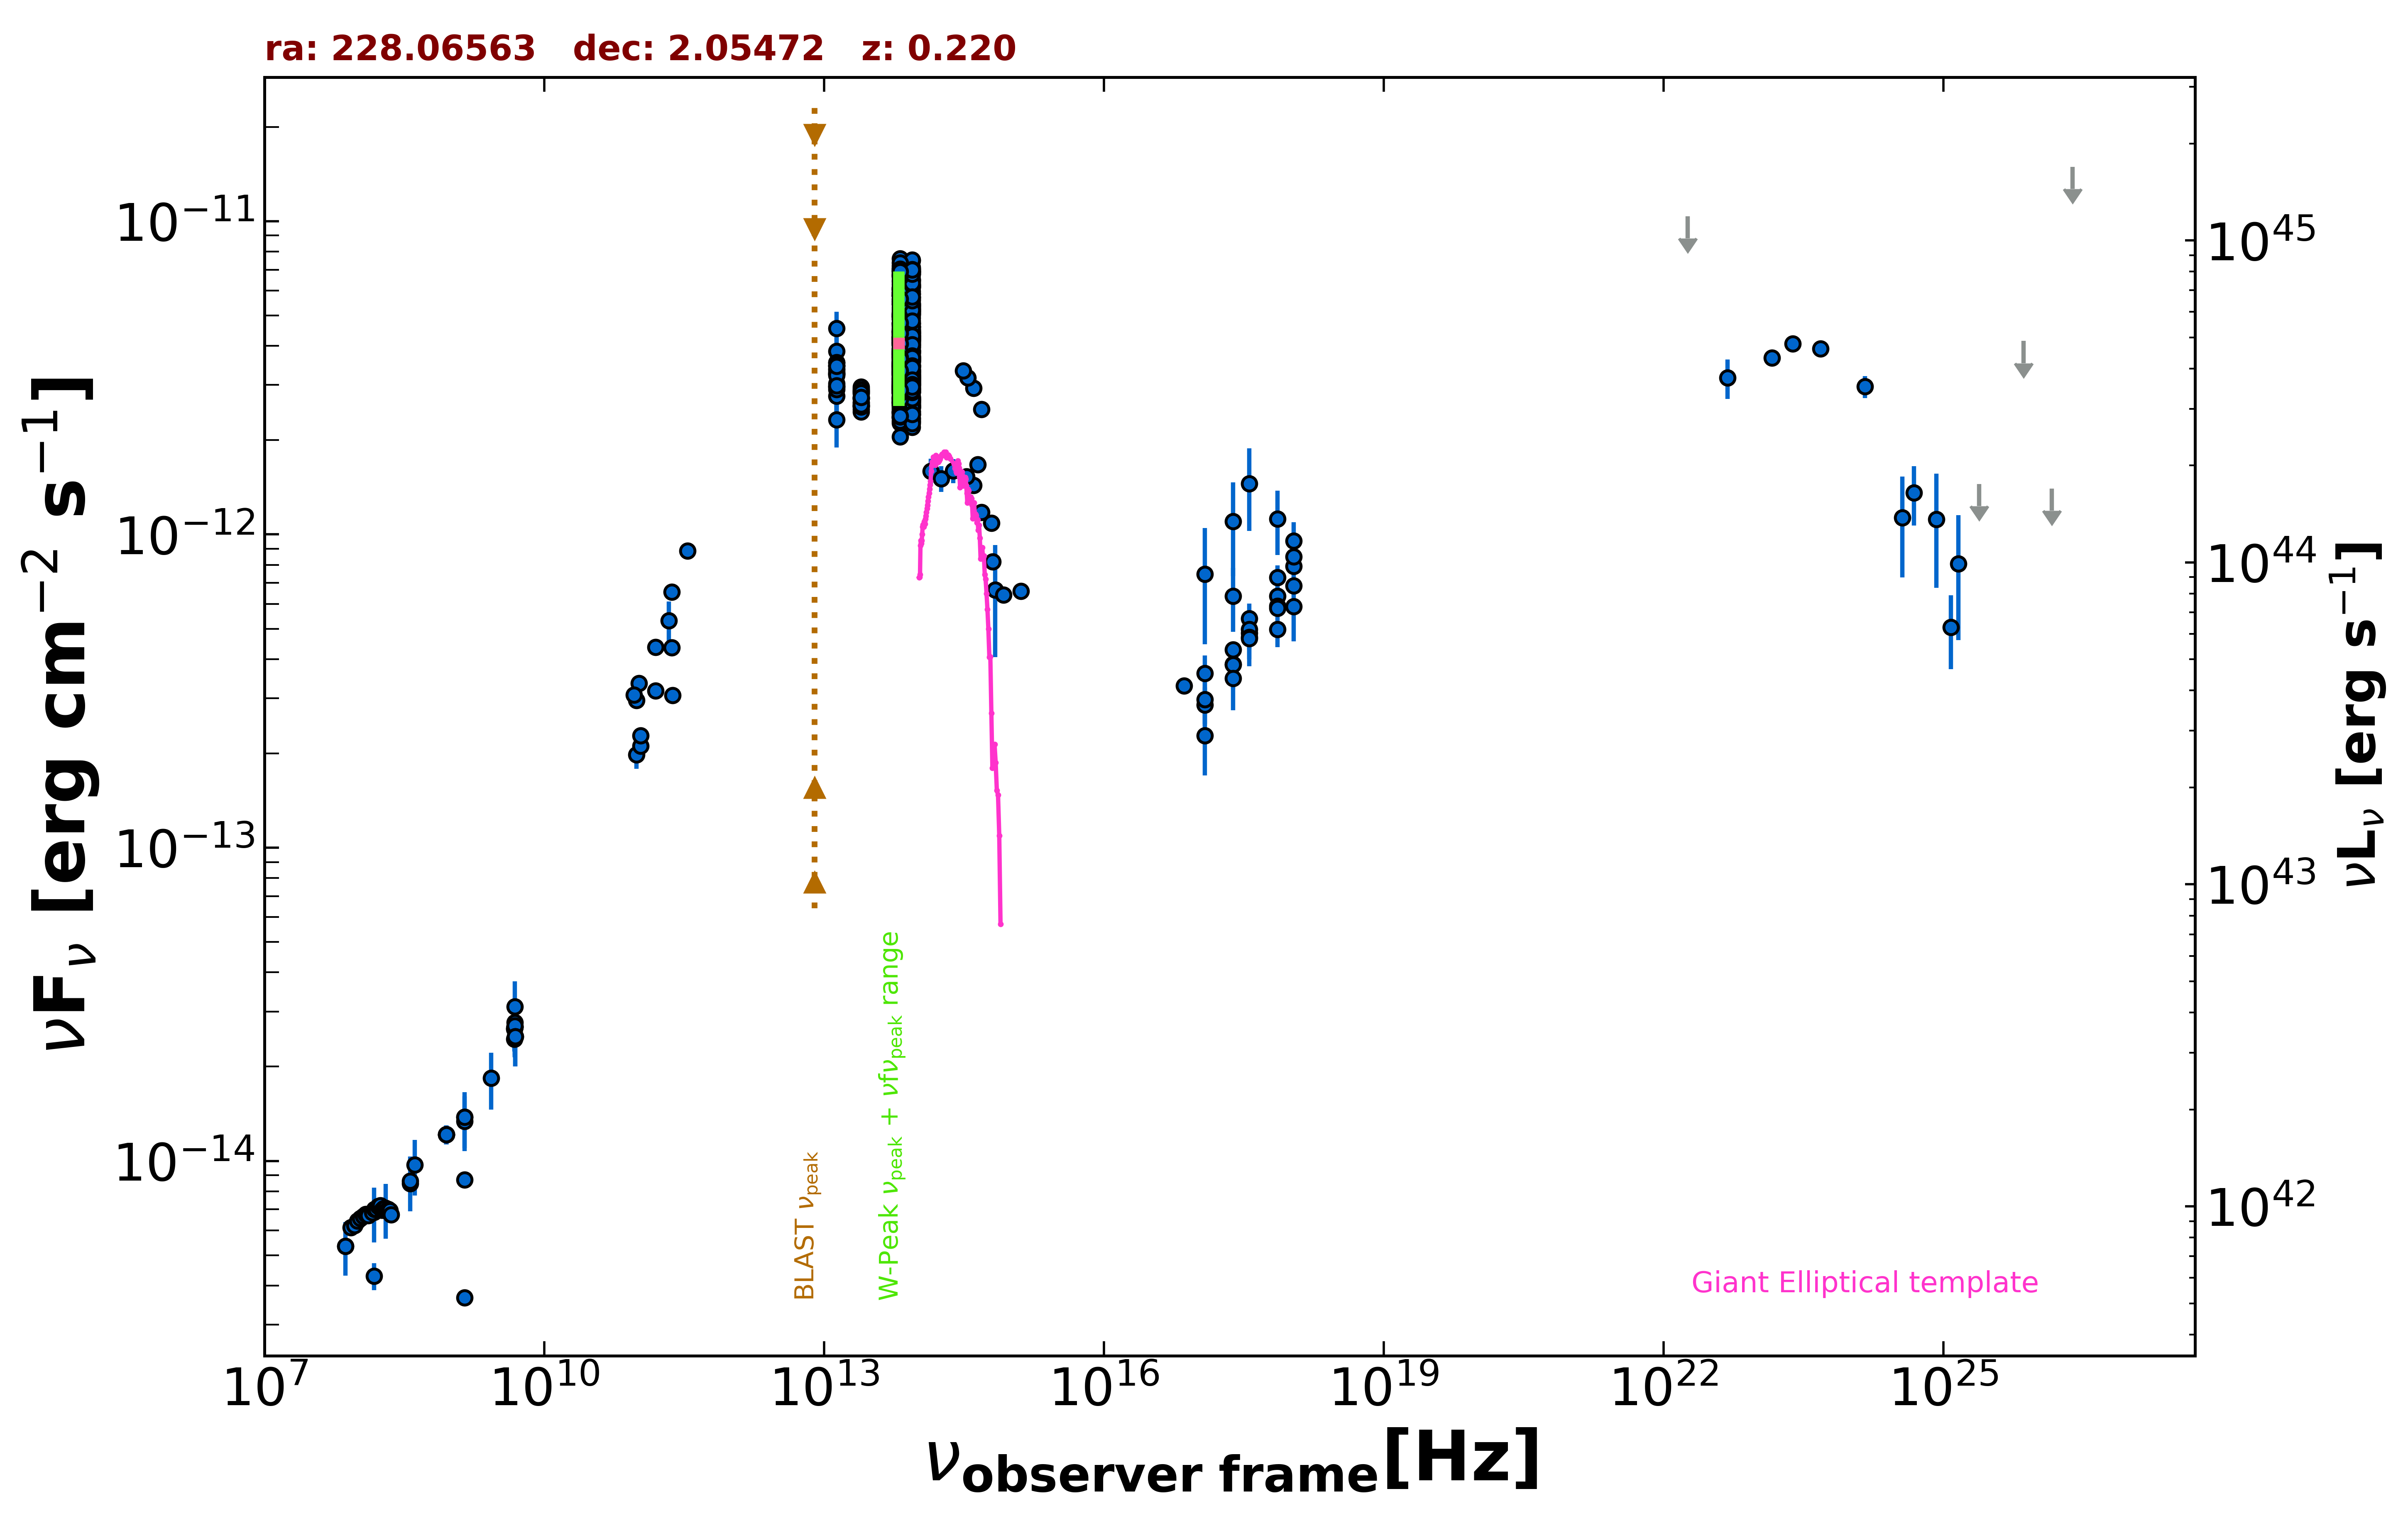 ra: 228.06563   dec: 2.05472   z: 0.220
10⁻¹¹
10⁻¹²
10⁻¹³
10⁻¹⁴
νF_ν [erg cm⁻² s⁻¹]
10⁴⁵
10⁴⁴
10⁴³
10⁴²
νL_ν [erg s⁻¹]
BLAST ν_peak
W-Peak ν_peak + νfν_peak range
Giant Elliptical template
10⁷ 10¹⁰ 10¹³ 10¹⁶ 10¹⁹ 10²² 10²⁵
ν_observer frame [Hz]